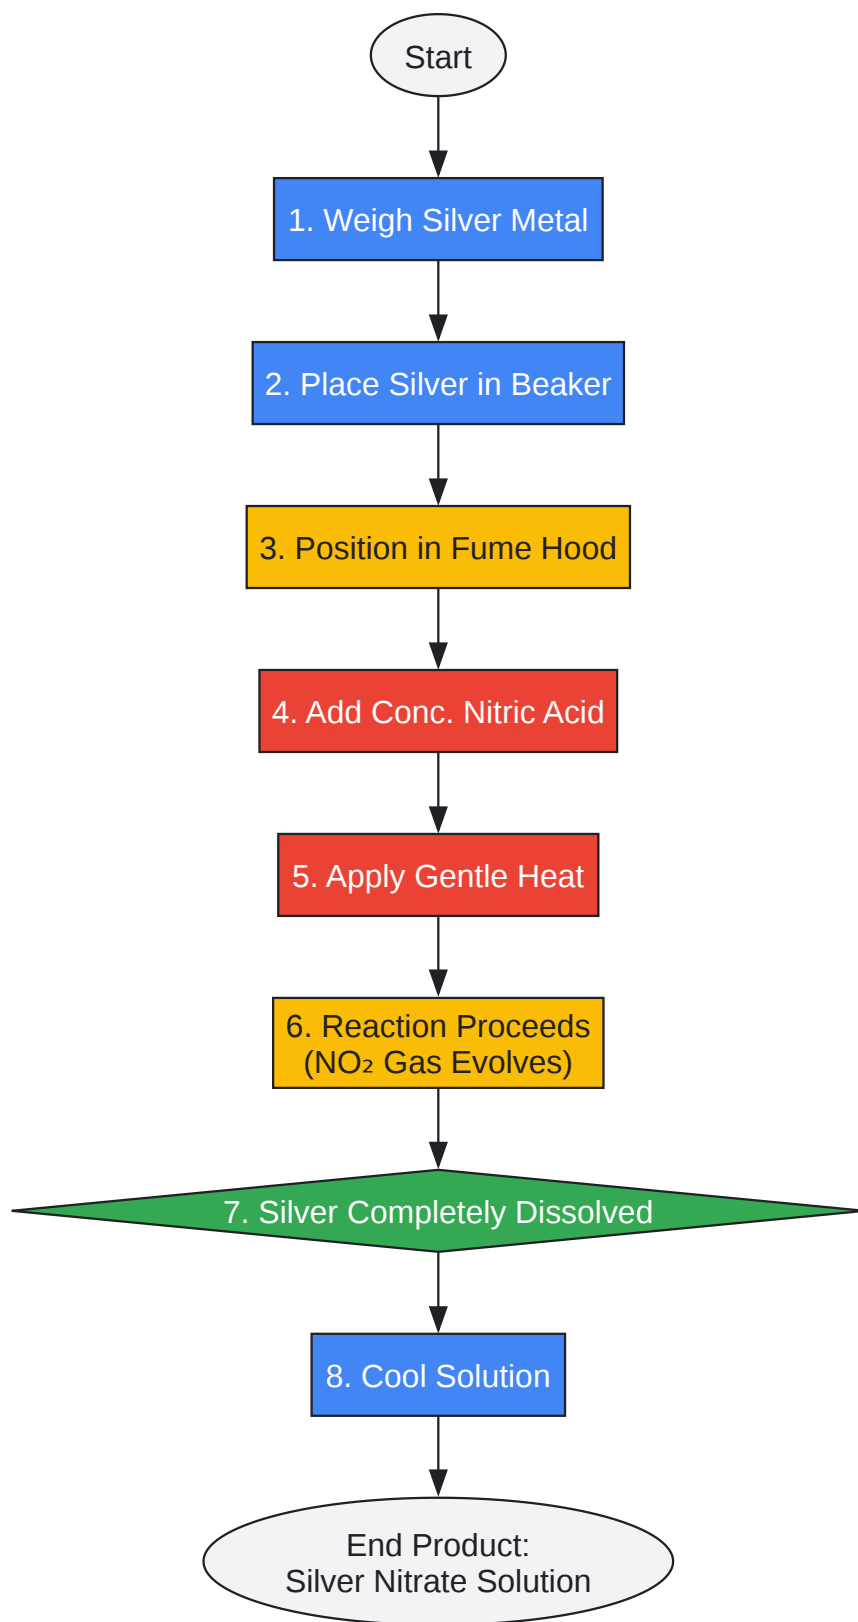 Start
1. Weigh Silver Metal
2. Place Silver in Beaker
3. Position in Fume Hood
4. Add Conc. Nitric Acid
5. Apply Gentle Heat
6. Reaction Proceeds
(NO₂ Gas Evolves)
7. Silver Completely Dissolved
8. Cool Solution
End Product:
Silver Nitrate Solution